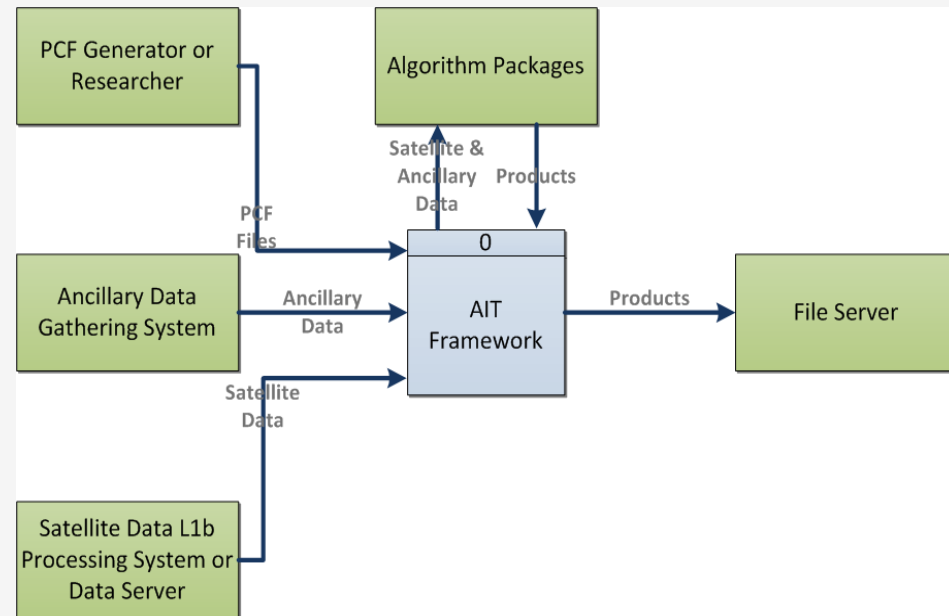 PCF Generator or
Researcher
Algorithm Packages
Satellite &
Ancillary
Data
Products
PCF
Files
0
AIT
Framework
Ancillary Data
Gathering System
Ancillary
Data
Products
File Server
Satellite
Data
Satellite Data L1b
Processing System or
Data Server